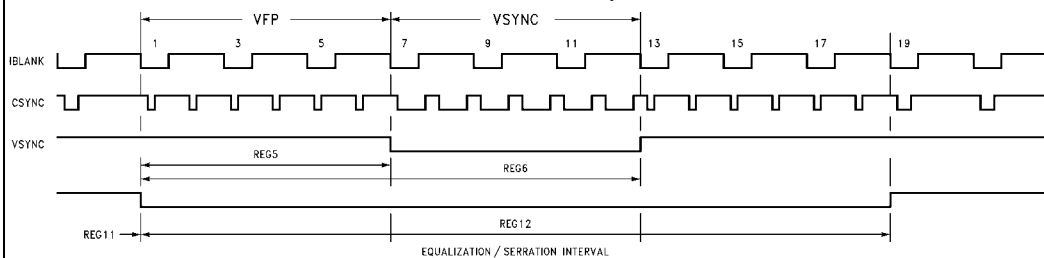 VFP VSYNC
1 3 5 7 9 11 13 15 17 19
IBLANK
CSYNC
VSYNC
REG5
REG6
REG12
REG11
EQUALIZATION / SERRATION INTERVAL